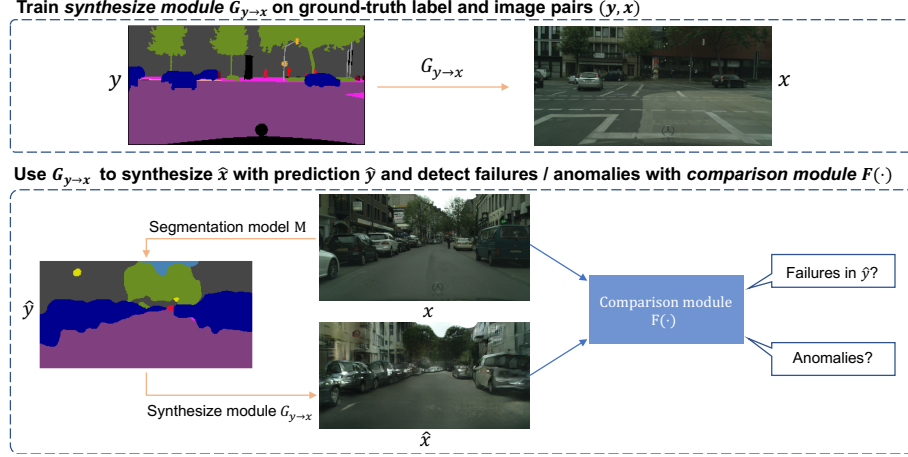 Train synthesize module G_{y→x} on ground-truth label and image pairs (y, x)
y
G_{y→x}
x
Use G_{y→x} to synthesize x̂ with prediction ŷ and detect failures / anomalies with comparison module F(·)
Segmentation model M
x
ŷ
Synthesize module G_{y→x}
x̂
Comparison module
F(·)
Failures in ŷ?
Anomalies?